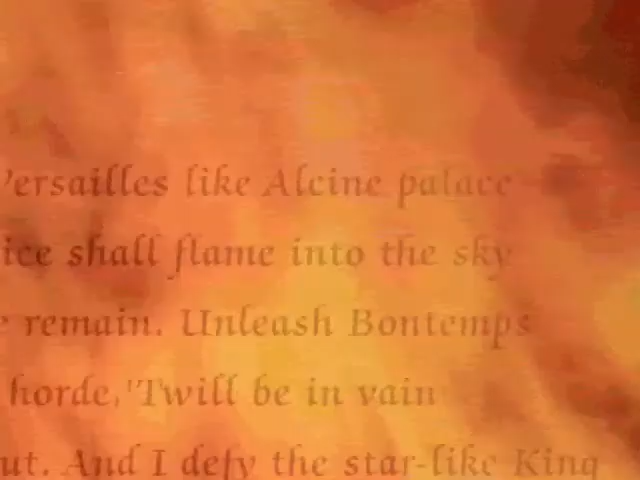 ersailles like Alcine palace
ice shall flame into the sky
remain. Unleash Bontemps
horde, 'Twill be in vain
ut. And I defy the star-like King